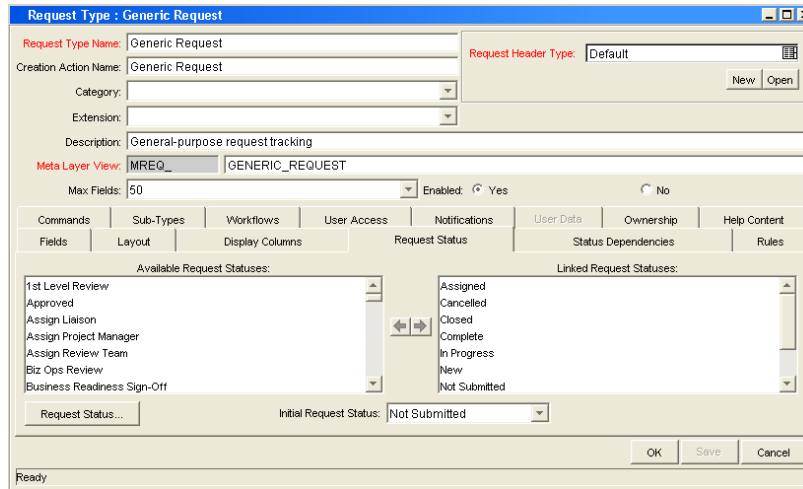 Request Type : Generic Request
Request Type Name: Generic Request
Request Header Type: Default
Creation Action Name: Generic Request
New Open
Category:
Extension:
Description: General-purpose request tracking
Meta Layer View: MREQ_ GENERIC_REQUEST
Max Fields: 50 Enabled: Yes No
Commands Sub-Types Workflows User Access Notifications User Data Ownership Help Content
Fields Layout Display Columns Request Status Status Dependencies Rules
Available Request Statuses: Linked Request Statuses:
1st Level Review Assigned
Approved Cancelled
Assign Liaison Closed
Assign Project Manager Complete
Assign Review Team In Progress
Biz Ops Review New
Business Readiness Sign-Off Not Submitted
Request Status... Initial Request Status: Not Submitted
OK Save Cancel
Ready